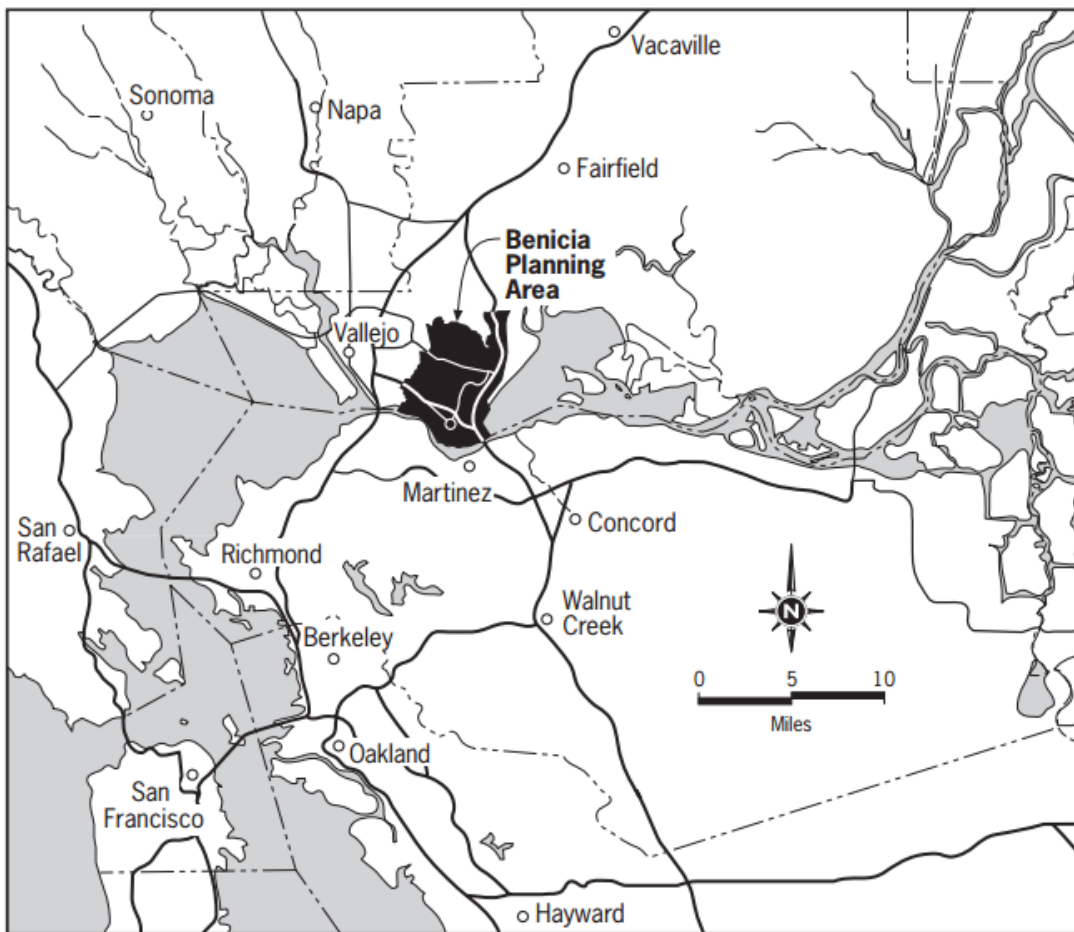 Vacaville
Sonoma
Napa
Fairfield
Benicia
Planning
Area
Vallejo
Martinez
Concord
San
Rafael
Richmond
Walnut
Creek
Berkeley
N
0 5 10
Miles
Oakland
San
Francisco
Hayward